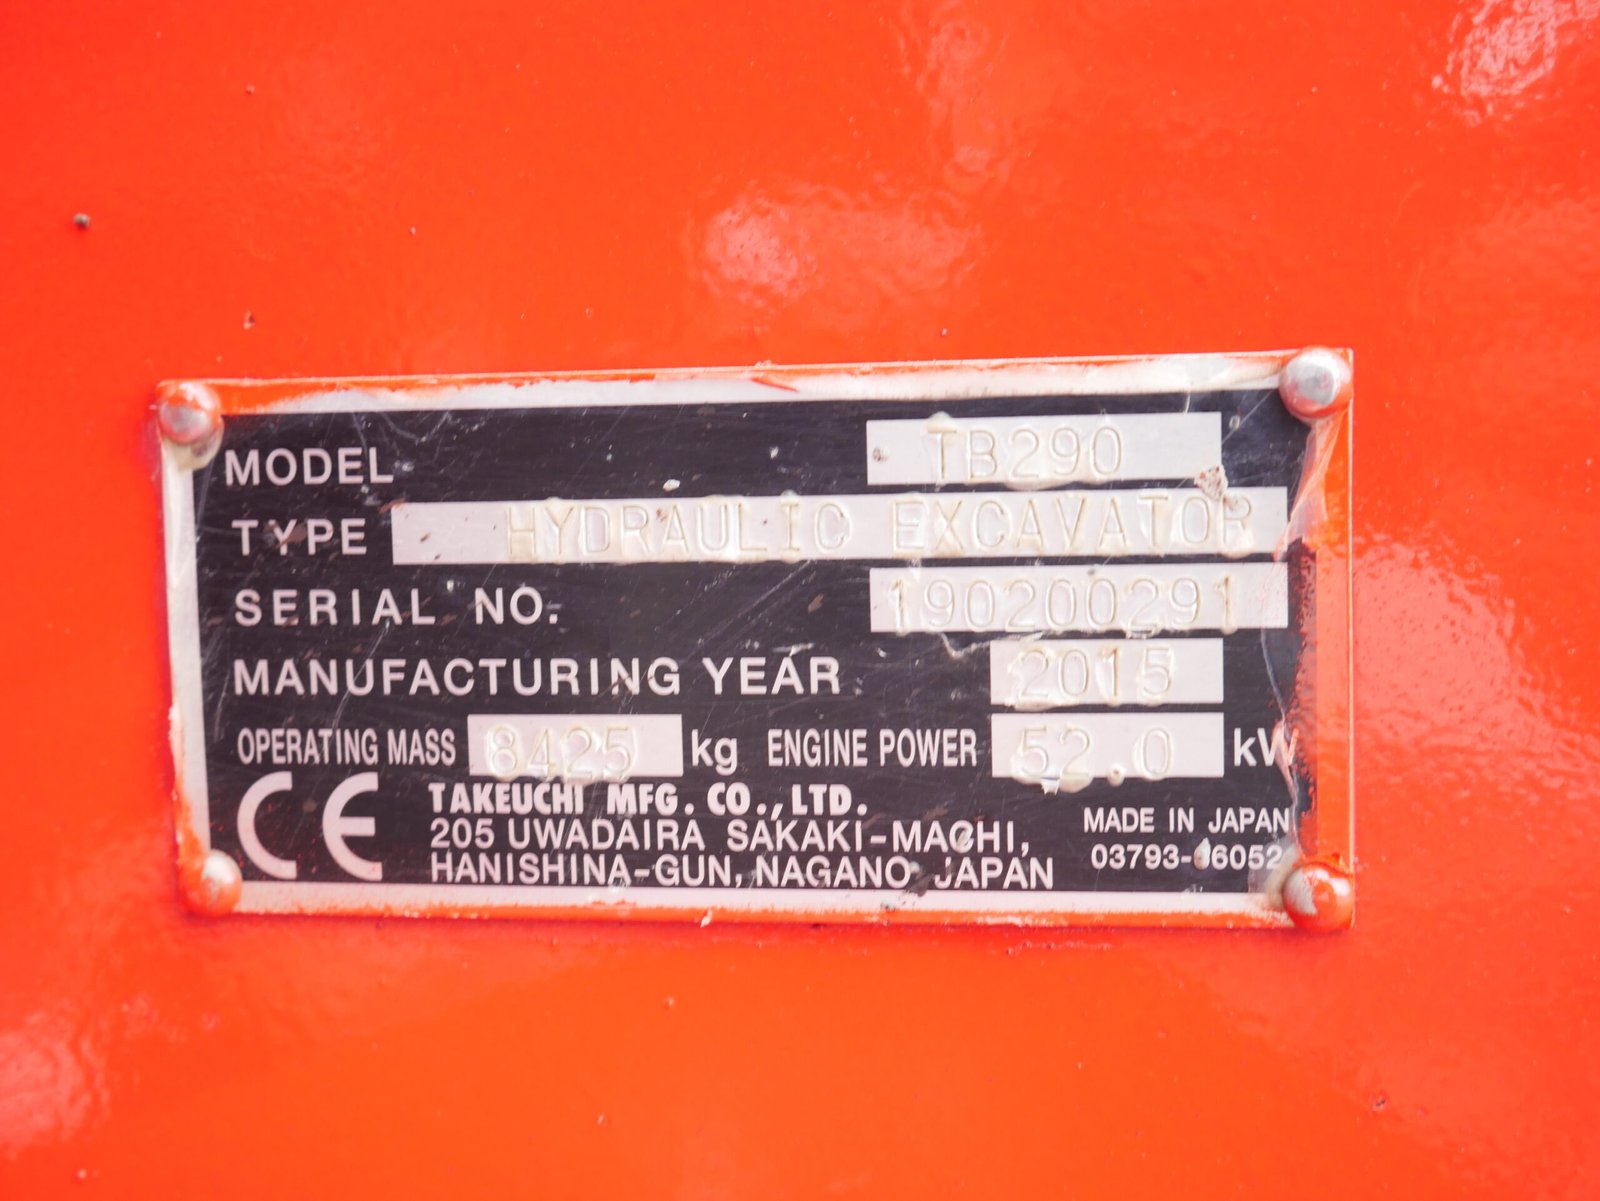 MODEL TB290
TYPE HYDRAULIC EXCAVATOR
SERIAL NO. 190200291
MANUFACTURING YEAR 2015
OPERATING MASS 8425 kg ENGINE POWER 52.0 kW
CE
TAKEUCHI MFG. CO., LTD.
205 UWADAIRA SAKAKI-MACHI,
HANISHINA-GUN, NAGANO JAPAN
MADE IN JAPAN